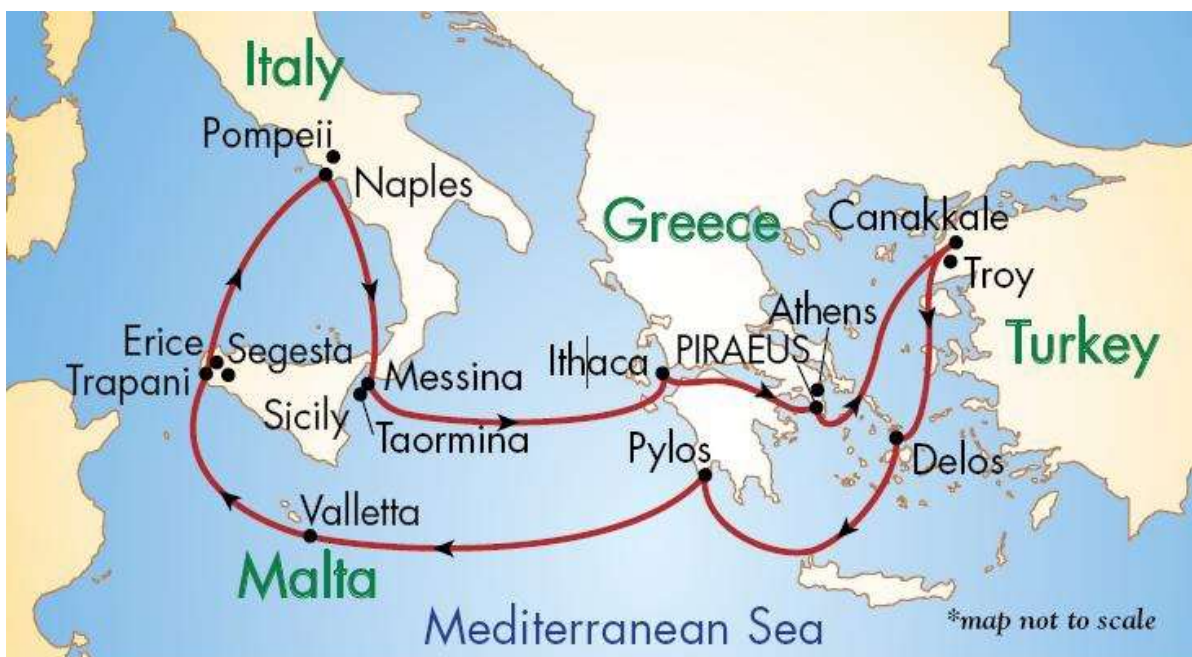 Italy
Pompeii
Naples
Greece
Canakkale
Troy
Athens
Turkey
Erice
Segesta
Trapani
Messina
Ithaca
PIRAEUS
Sicily
Taormina
Pylos
Delos
Valletta
Malta
Mediterranean Sea
*map not to scale